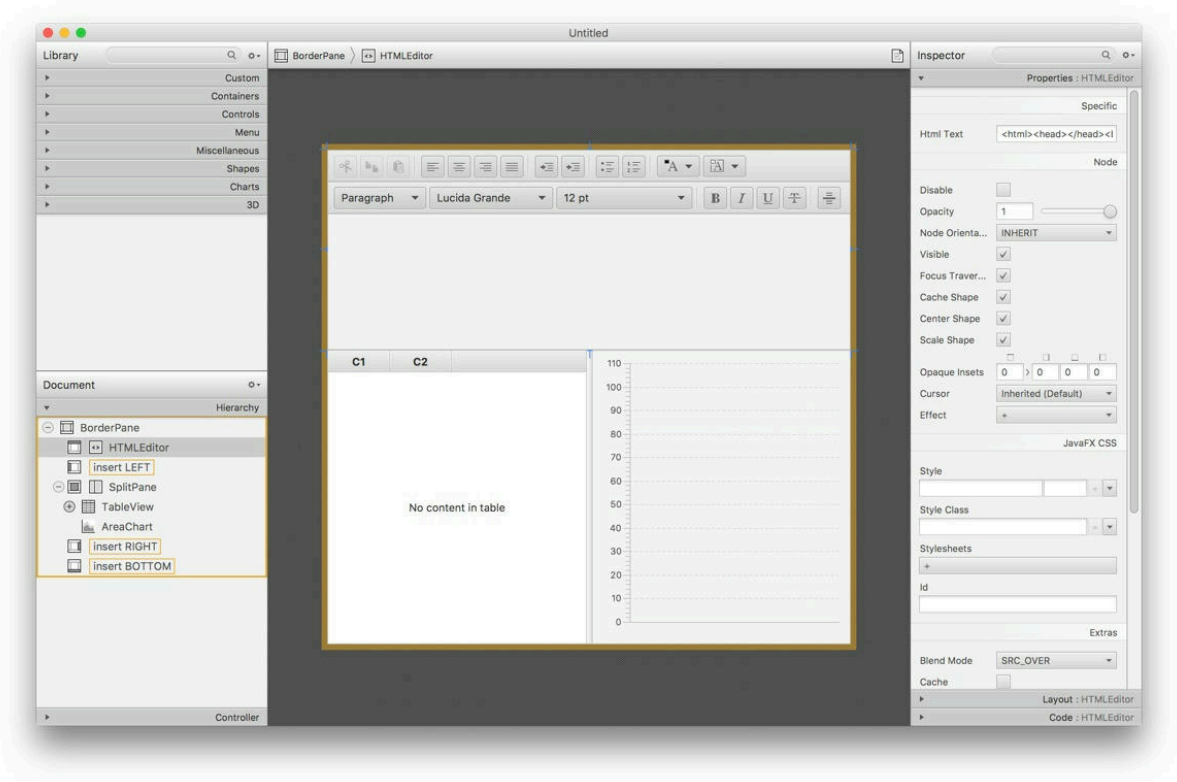 Untitled
Library
Custom
Containers
Controls
Menu
Miscellaneous
Shapes
Charts
3D
Document
Hierarchy
BorderPane
HTMLEditor
insert LEFT
SplitPane
TableView
AreaChart
insert RIGHT
insert BOTTOM
Controller
BorderPane HTMLEditor
A A
Paragraph Lucida Grande 12 pt B I U T
C1 C2
No content in table
110
100
90
80
70
60
50
40
30
20
10
0
Inspector
Properties : HTMLEditor
Specific
Html Text <html><head></head><l
Node
Disable
Opacity 1
Node Orienta... INHERIT
Visible
Focus Traver...
Cache Shape
Center Shape
Scale Shape
Opaque Insets 0 0 0 0
Cursor Inherited (Default)
Effect +
JavaFX CSS
Style
Style Class
Stylesheets
+
Id
Extras
Blend Mode SRC_OVER
Cache
Layout : HTMLEditor
Code : HTMLEditor